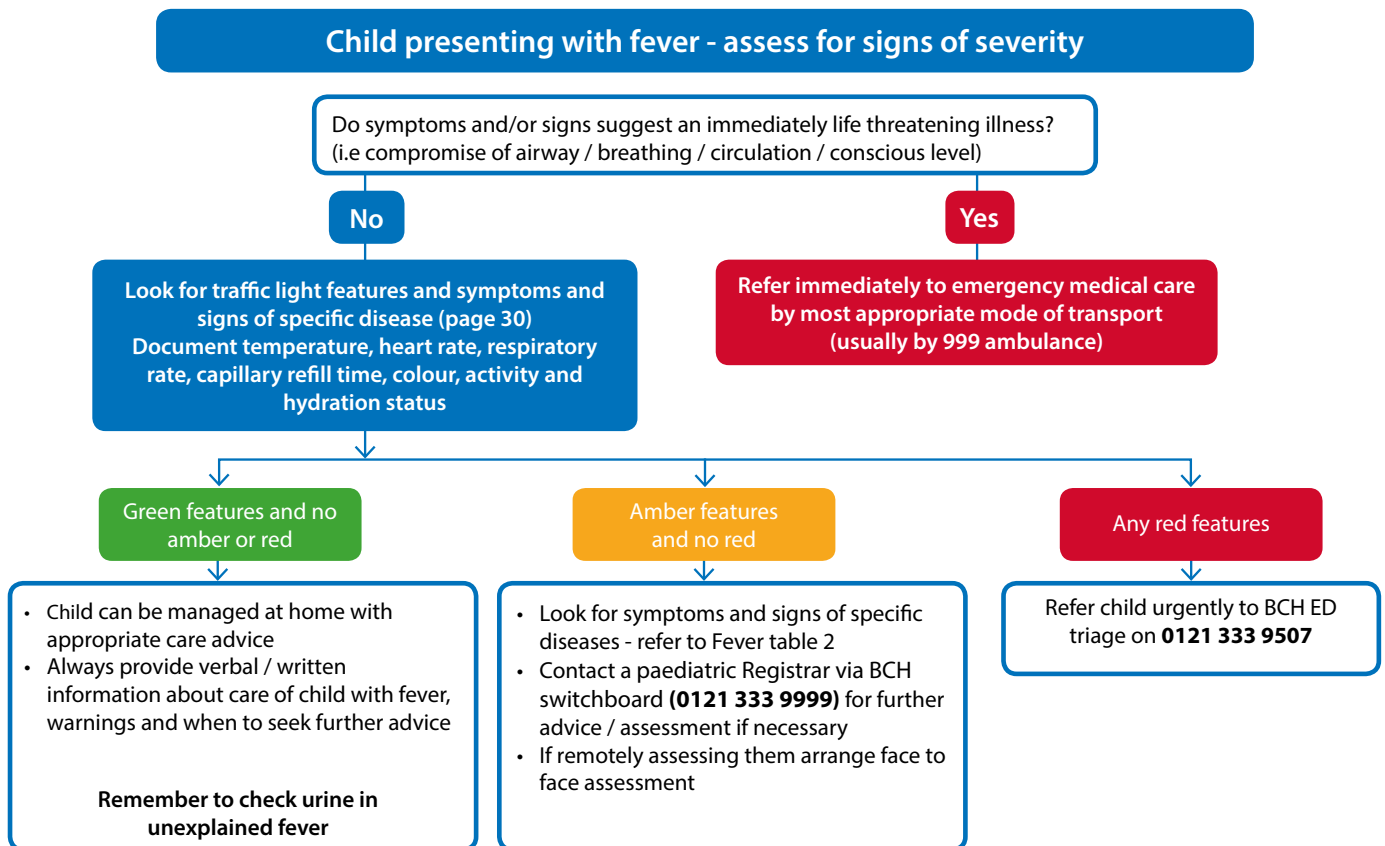 Child presenting with fever - assess for signs of severity
Do symptoms and/or signs suggest an immediately life threatening illness?
(i.e compromise of airway / breathing / circulation / conscious level)
No
Yes
Look for traffic light features and symptoms and
signs of specific disease (page 30)
Document temperature, heart rate, respiratory
rate, capillary refill time, colour, activity and
hydration status
Refer immediately to emergency medical care
by most appropriate mode of transport
(usually by 999 ambulance)
Green features and no
amber or red
Amber features
and no red
Any red features
• Child can be managed at home with
appropriate care advice
• Always provide verbal / written
information about care of child with fever,
warnings and when to seek further advice
Remember to check urine in
unexplained fever
• Look for symptoms and signs of specific
diseases - refer to Fever table 2
• Contact a paediatric Registrar via BCH
switchboard (0121 333 9999) for further
advice / assessment if necessary
• If remotely assessing them arrange face to
face assessment
Refer child urgently to BCH ED
triage on 0121 333 9507